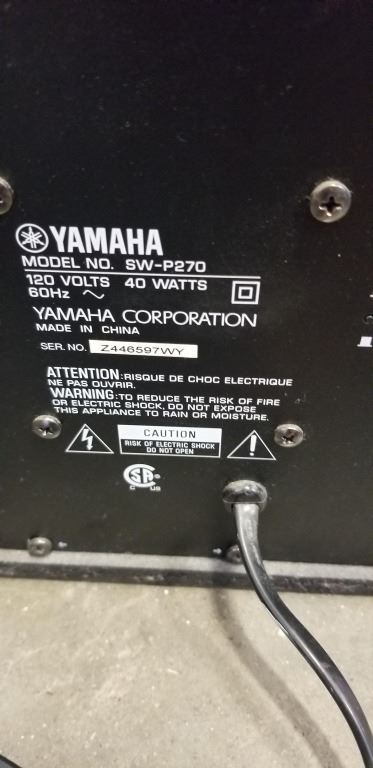 YAMAHA
MODEL NO. SW-P270
120 VOLTS 40 WATTS
60Hz ～
YAMAHA CORPORATION
MADE IN CHINA
SER. NO. Z446597WY
ATTENTION:RISQUE DE CHOC ELECTRIQUE
NE PAS OUVRIR.
WARNING:TO REDUCE THE RISK OF FIRE
OR ELECTRIC SHOCK, DO NOT EXPOSE
THIS APPLIANCE TO RAIN OR MOISTURE.
CAUTION
RISK OF ELECTRIC SHOCK
DO NOT OPEN
SA ®
C US